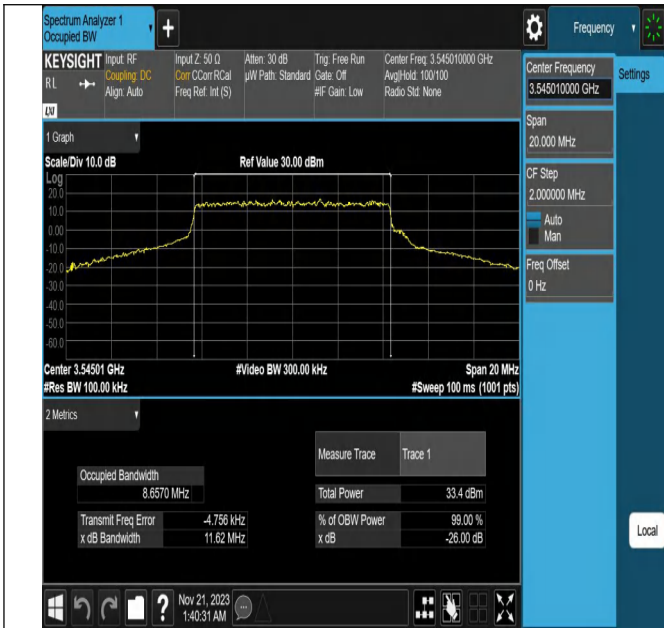 Spectrum Analyzer 1
Occupied BW
+
Frequency
KEYSIGHT
RL
LXI
Input: RF
Coupling: DC
Align: Auto
Input Z: 50 Ω
Corr CCorr RCal
Freq Ref: Int (S)
Atten: 30 dB
µW Path: Standard
Trig: Free Run
Gate: Off
#IF Gain: Low
Center Freq: 3.545010000 GHz
Avg|Hold: 100/100
Radio Std: None
Center Frequency
3.545010000 GHz
Settings
Span
20.000 MHz
CF Step
2.000000 MHz
Auto
Man
Freq Offset
0 Hz
Local
1 Graph
Scale/Div 10.0 dB
Ref Value 30.00 dBm
Log
20.0
10.0
0.00
-10.0
-20.0
-30.0
-40.0
-50.0
-60.0
Center 3.54501 GHz
#Video BW 300.00 kHz
Span 20 MHz
#Res BW 100.00 kHz
#Sweep 100 ms (1001 pts)
2 Metrics
Measure Trace
Trace 1
Occupied Bandwidth
8.6570 MHz
Total Power
33.4 dBm
Transmit Freq Error
-4.756 kHz
% of OBW Power
99.00 %
x dB Bandwidth
11.62 MHz
x dB
-26.00 dB
?
Nov 21, 2023
1:40:31 AM